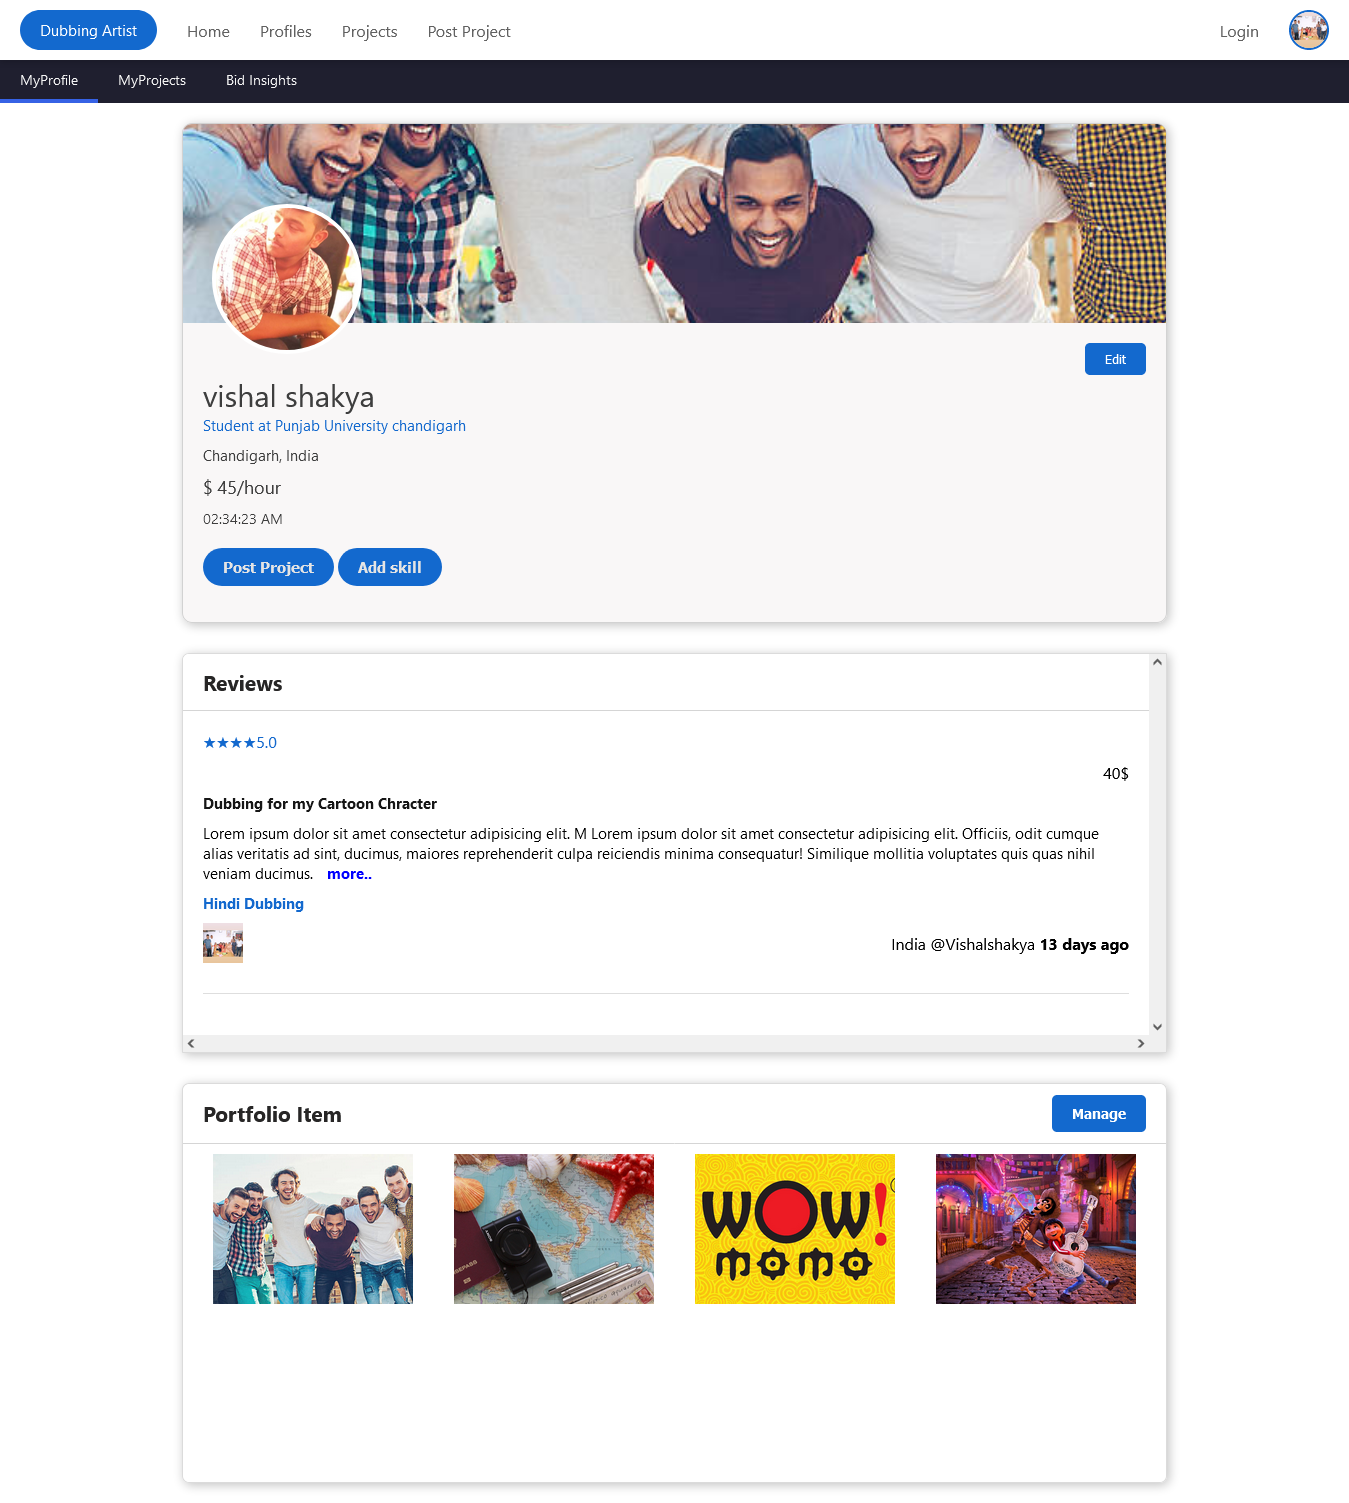 Dubbing Artist Home Profiles Projects Post Project Login
MyProfile MyProjects Bid Insights
Edit
vishal shakya
Student at Punjab University chandigarh
Chandigarh, India
$ 45/hour
02:34:23 AM
Post Project Add skill
Reviews
★★★★5.0
40$
Dubbing for my Cartoon Chracter
Lorem ipsum dolor sit amet consectetur adipisicing elit. M Lorem ipsum dolor sit amet consectetur adipisicing elit. Officiis, odit cumque
alias veritatis ad sint, ducimus, maiores reprehenderit culpa reiciendis minima consequatur! Similique mollitia voluptates quis quas nihil
veniam ducimus. more..
Hindi Dubbing
India @Vishalshakya 13 days ago
Portfolio Item Manage
WOW!
MOMO